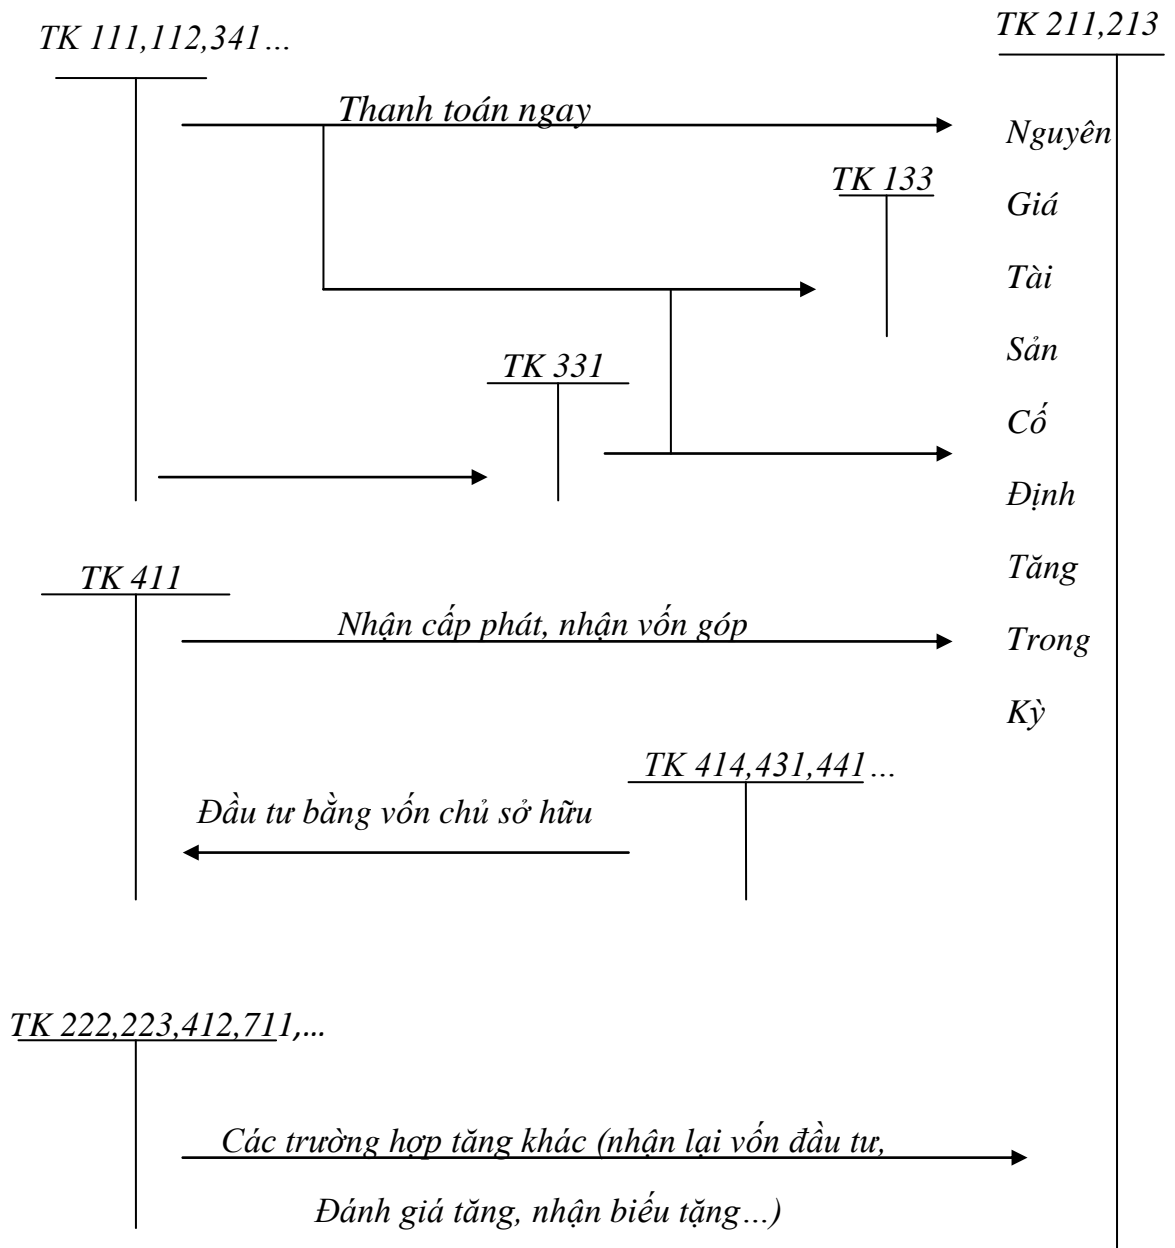 TK 111,112,341...
TK 211,213
Thanh toán ngay
Nguyên
TK 133
Giá
Tài
Sản
TK 331
Cố
Định
Tăng
TK 411
Nhận cấp phát, nhận vốn góp
Trong
Kỳ
TK 414,431,441...
Đầu tư bằng vốn chủ sở hữu
TK 222,223,412,711,...
Các trường hợp tăng khác (nhận lại vốn đầu tư,
Đánh giá tăng, nhận biếu tặng...)